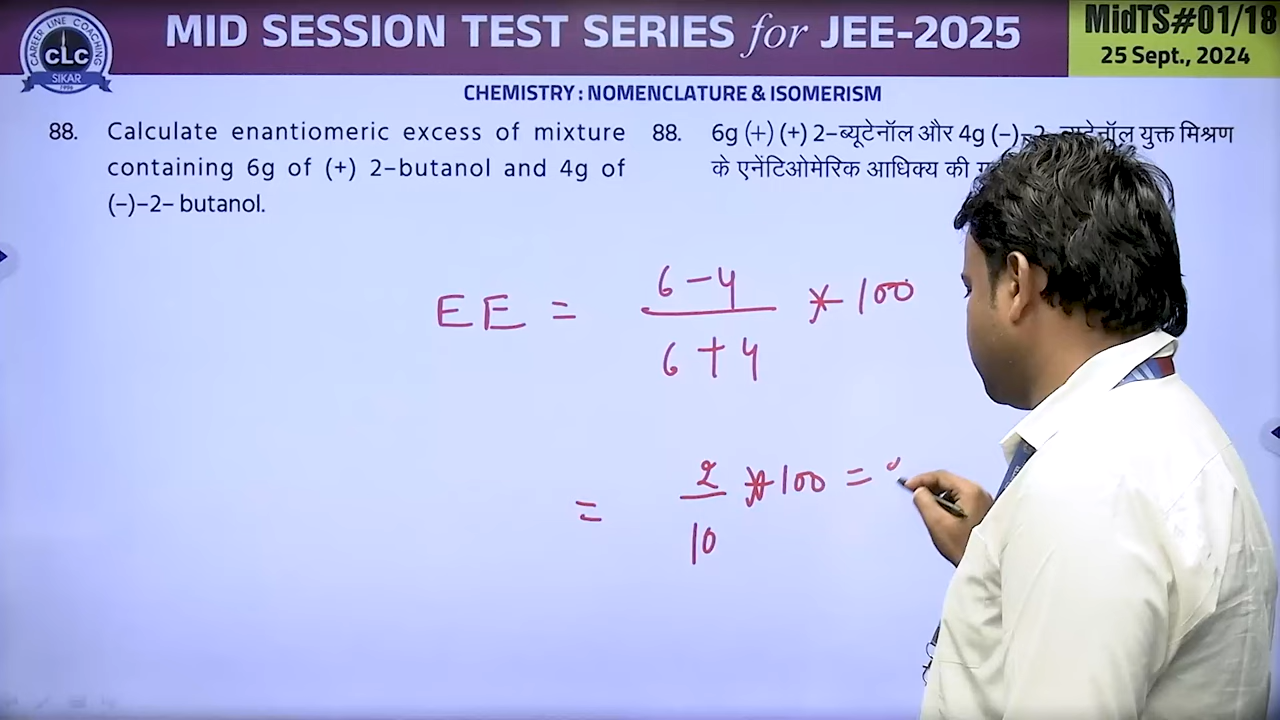 MID SESSION TEST SERIES for JEE-2025
MidTS#01/18
25 Sept., 2024
CAREER LINE COACHING
CLC
SIKAR
1996
CHEMISTRY : NOMENCLATURE & ISOMERISM
88. Calculate enantiomeric excess of mixture
containing 6g of (+) 2-butanol and 4g of
(-)-2- butanol.
88. 6g (+) (+) 2-ब्यूटेनॉल और 4g (-)-2- युक्त मिश्रण
के एनेंटिओमेरिक आधिक्य की
EE = 6-4 / 6+4 * 100
= 2/10 * 100 =